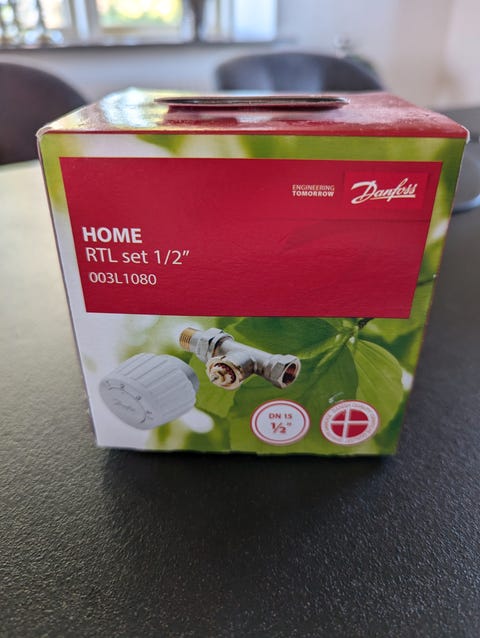 ENGINEERING
TOMORROW
Danfoss
HOME
RTL set 1/2"
003L1080
DN 15
½"